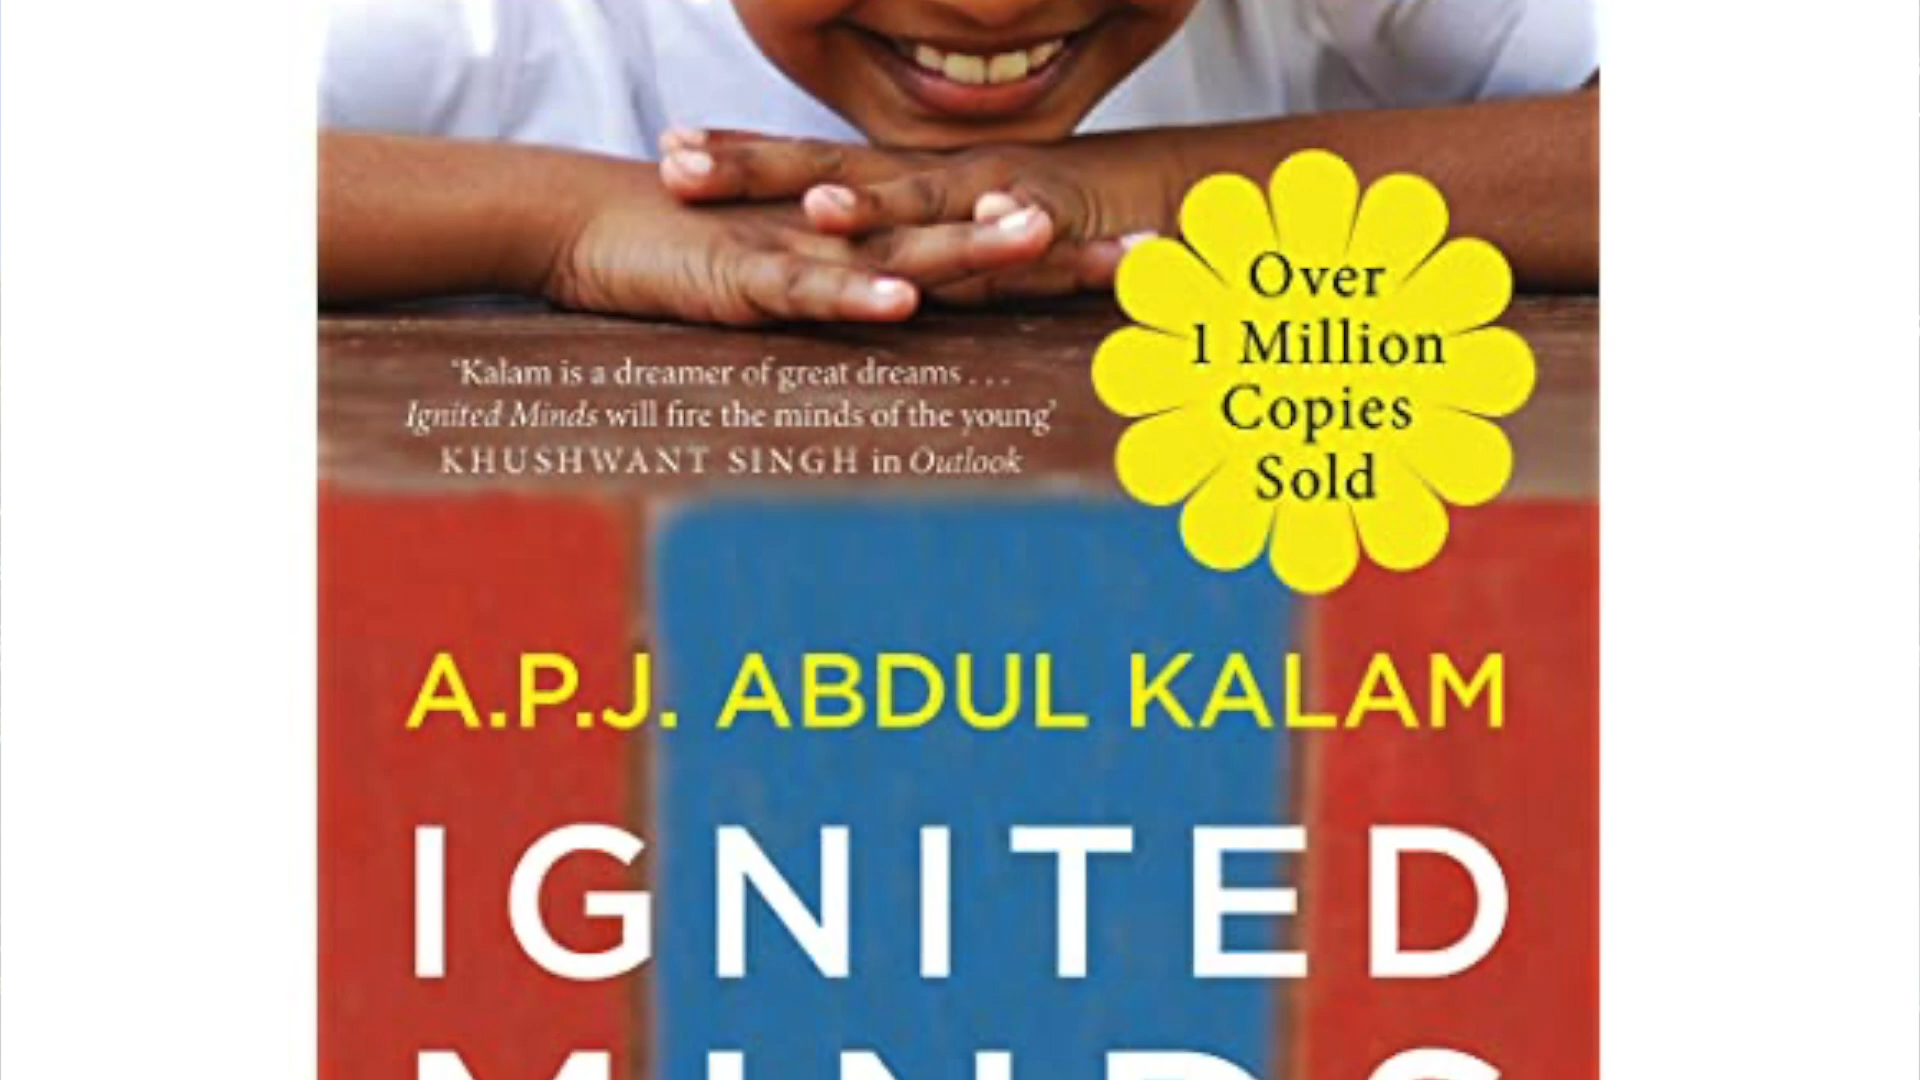 Over
1 Million
Copies
Sold
‘Kalam is a dreamer of great dreams . . .
Ignited Minds will fire the minds of the young’
KHUSHWANT SINGH in Outlook
A.P.J. ABDUL KALAM
IGNITED
MINDS